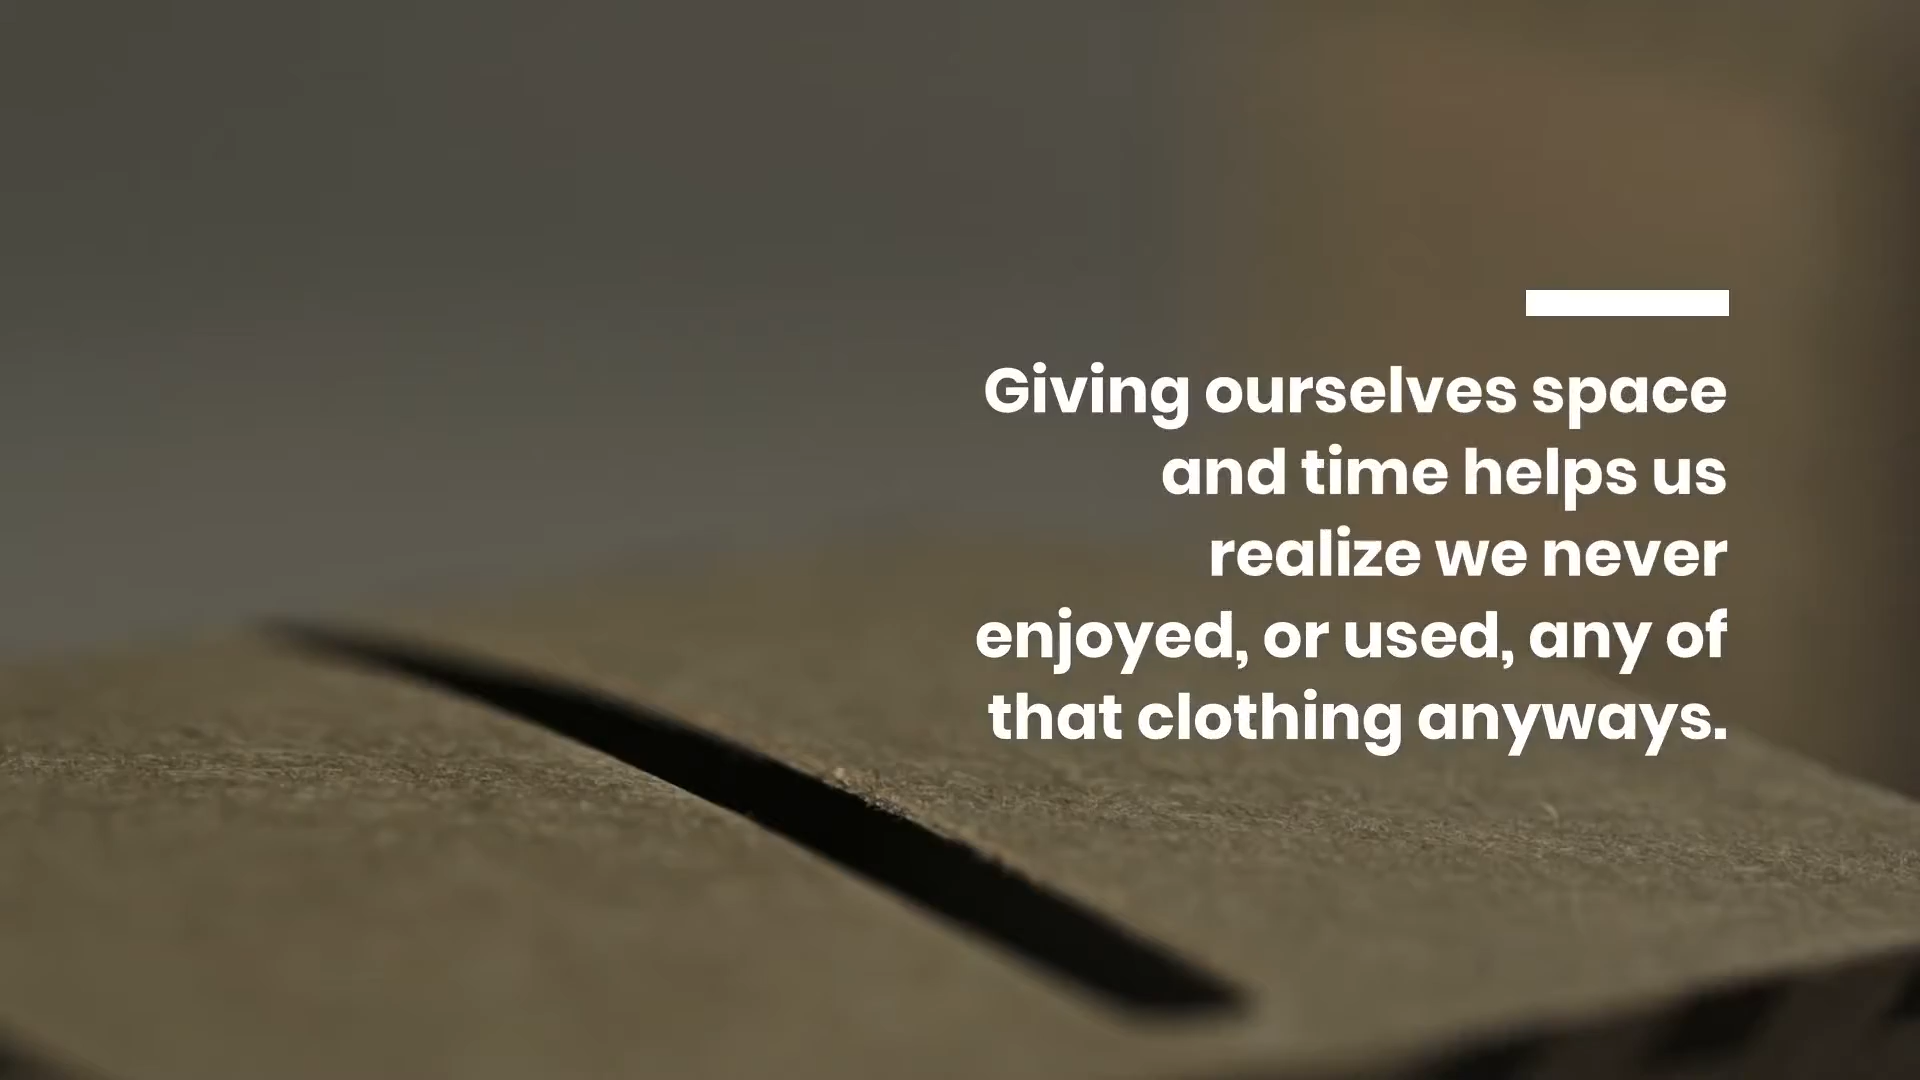 Giving ourselves space
and time helps us
realize we never
enjoyed, or used, any of
that clothing anyways.